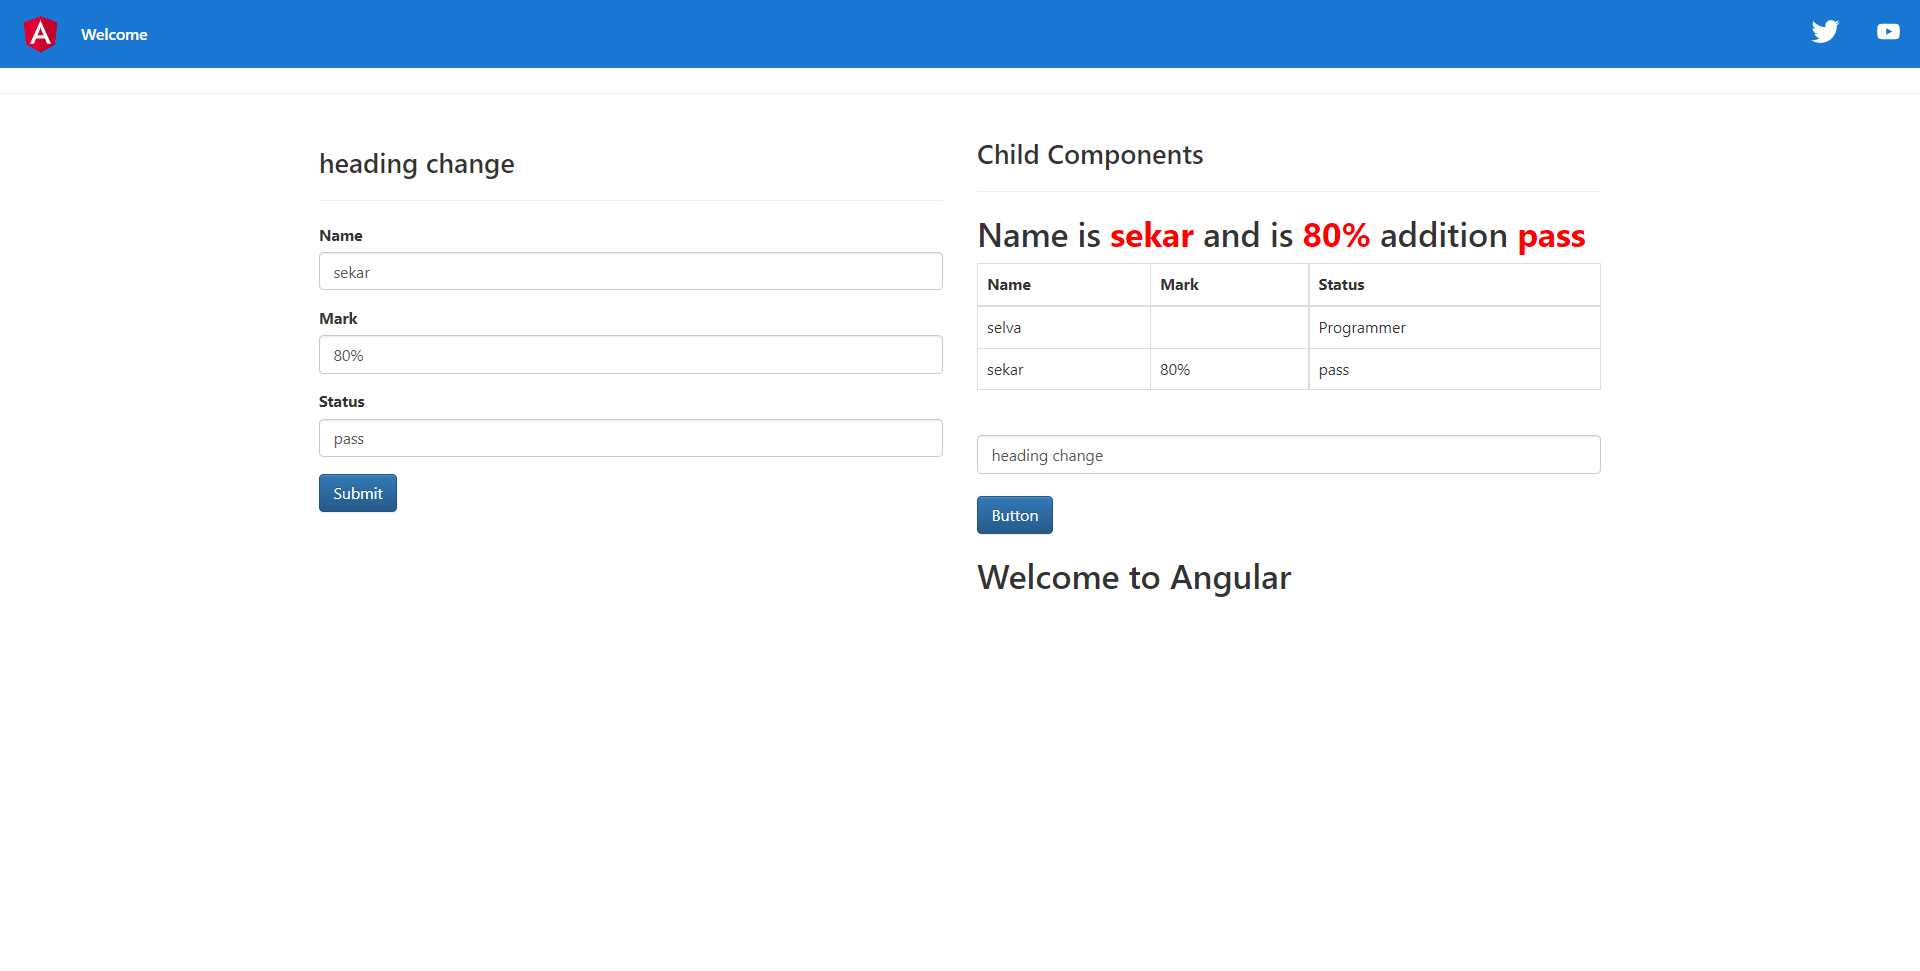 Welcome
heading change
Name
sekar
Mark
80%
Status
pass
Submit
Child Components
Name is sekar and is 80% addition pass
Name Mark Status
selva Programmer
sekar 80% pass
heading change
Button
Welcome to Angular